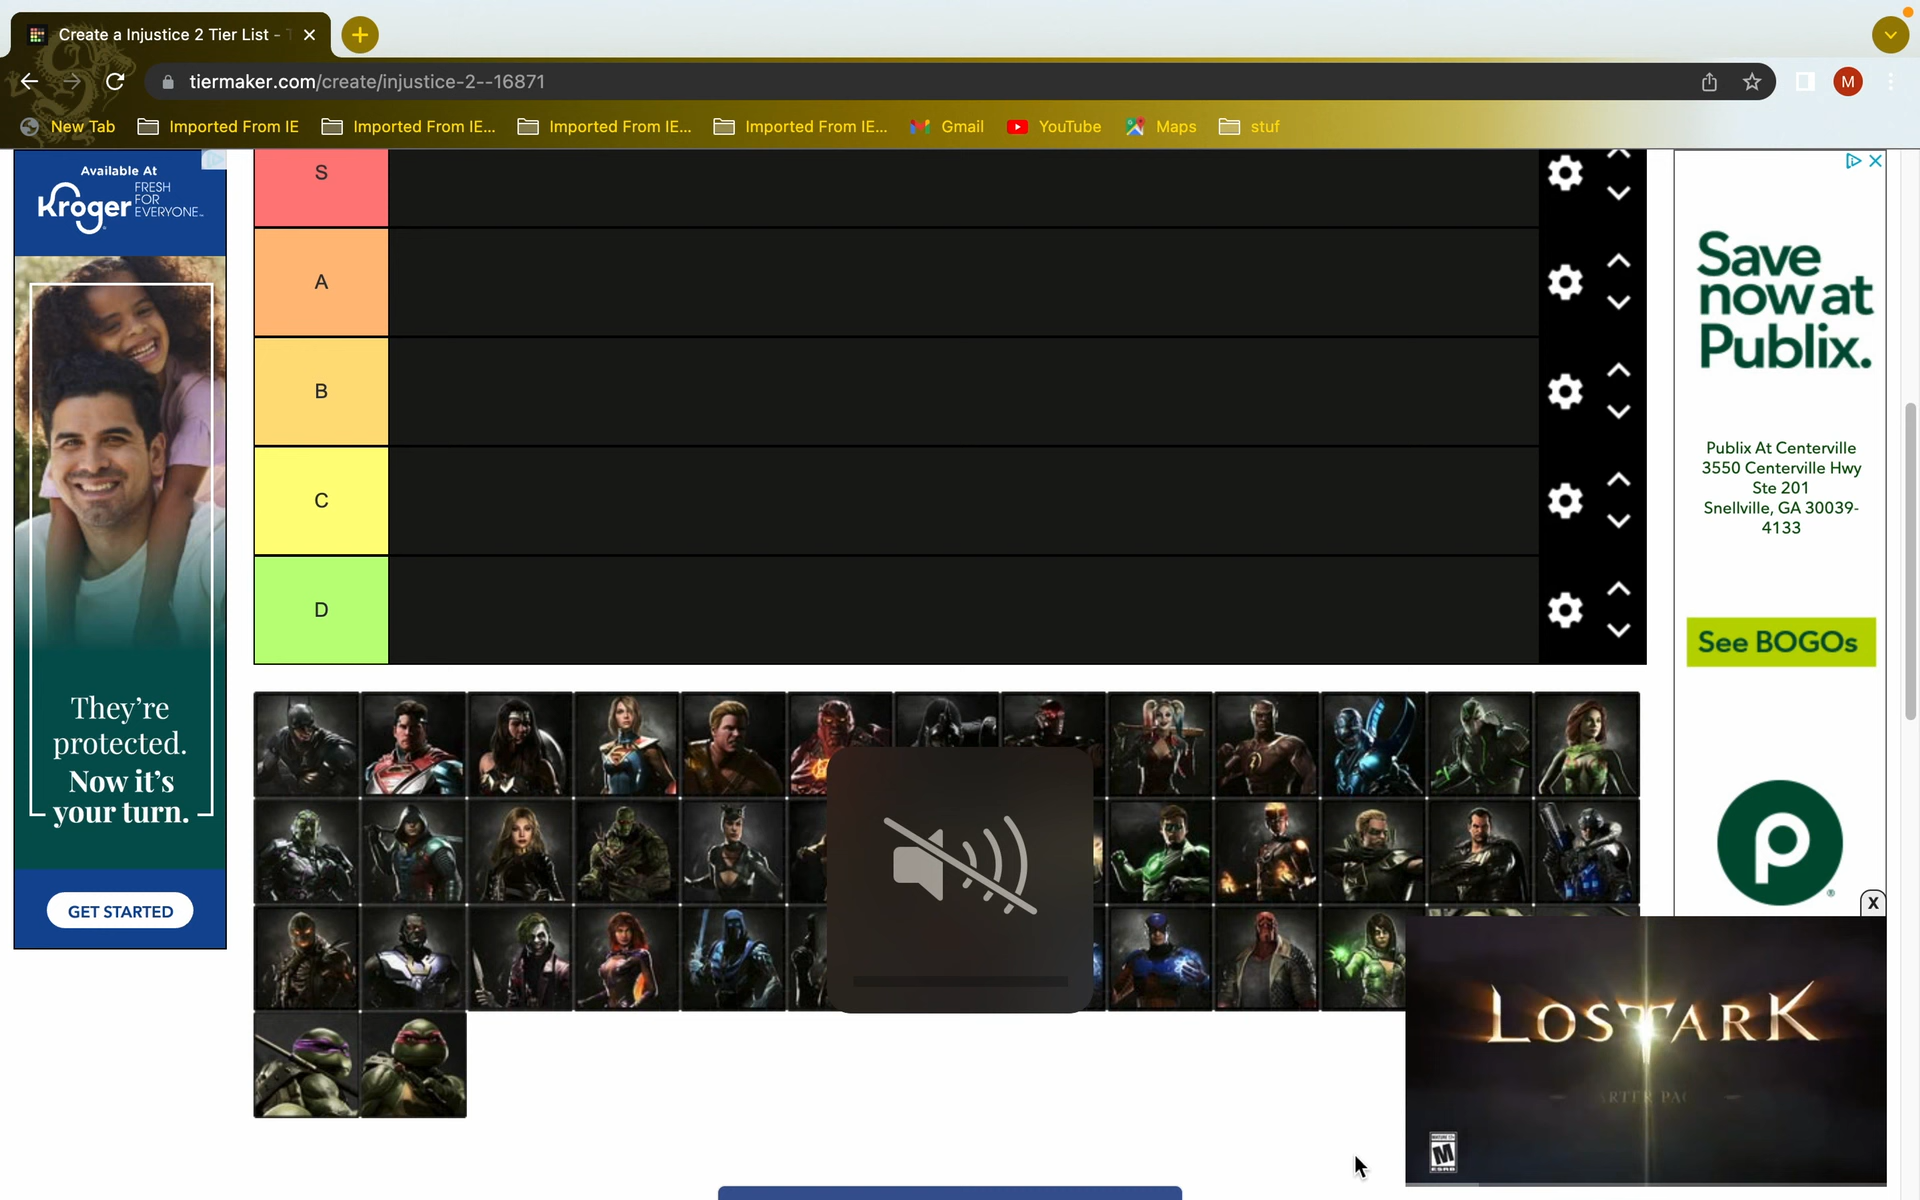 Create a Injustice 2 Tier List -
tiermaker.com/create/injustice-2--16871
M
New Tab
Imported From IE
Imported From IE...
Imported From IE...
Imported From IE...
Gmail
YouTube
Maps
stuf
Available At
Kroger
FRESH
FOR
EVERYONE™
They're
protected.
Now it's
your turn.
GET STARTED
S
A
B
C
D
Save
now at
Publix.
Publix At Centerville
3550 Centerville Hwy
Ste 201
Snellville, GA 30039-
4133
See BOGOs
P
X
LOST ARK
M
ESRB